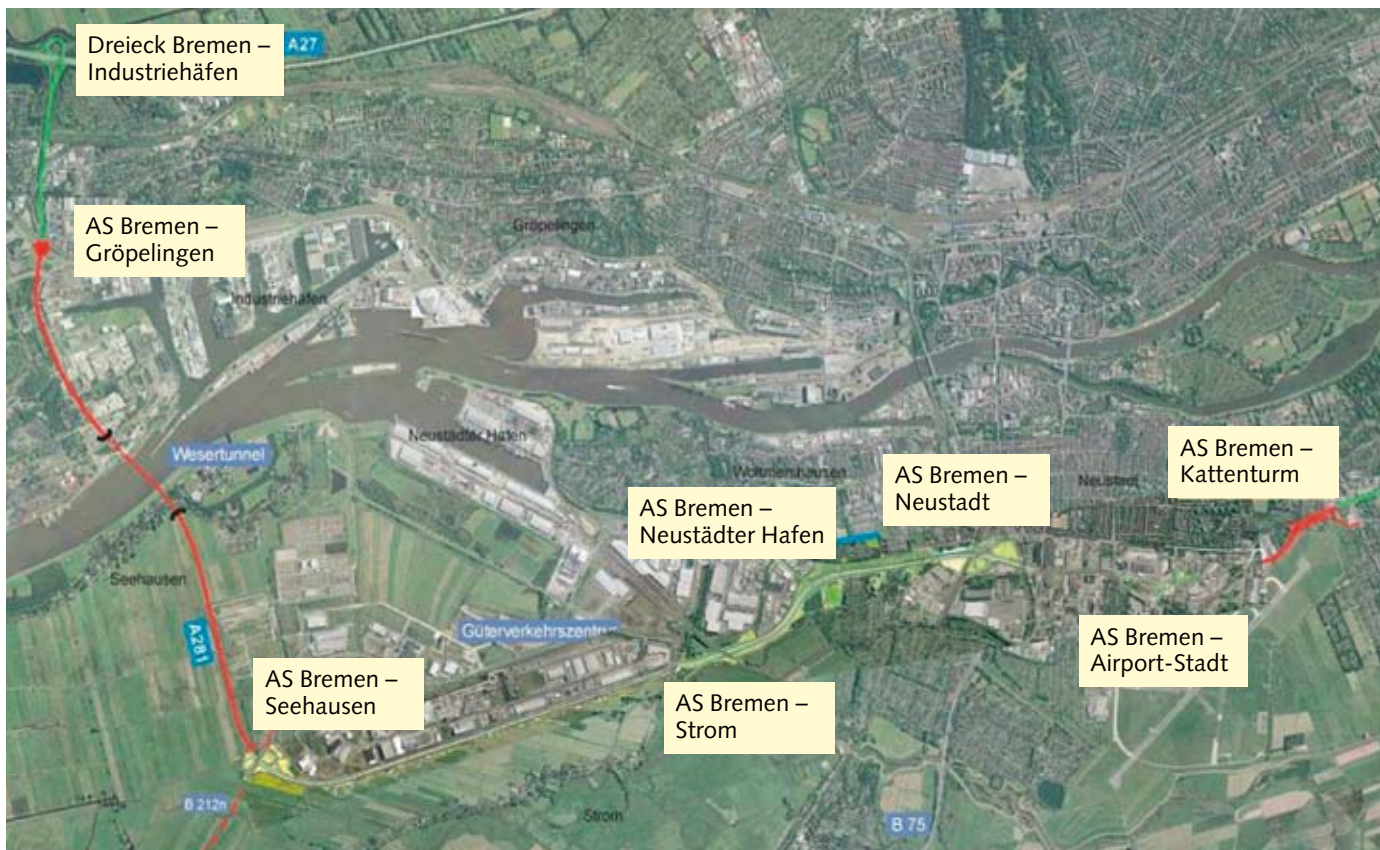 Dreieck Bremen –
Industriehäfen
A27
AS Bremen –
Gröpelingen
Gröpelingen
Industriehäfen
Wesertunnel
Neustädter Hafen
Woltmershausen
Neustadt
AS Bremen –
Kattenturm
AS Bremen –
Neustadt
AS Bremen –
Neustädter Hafen
Seehausen
A281
Güterverkehrszentru
AS Bremen –
Airport-Stadt
AS Bremen –
Seehausen
AS Bremen –
Strom
B 212n
Strom
B 75